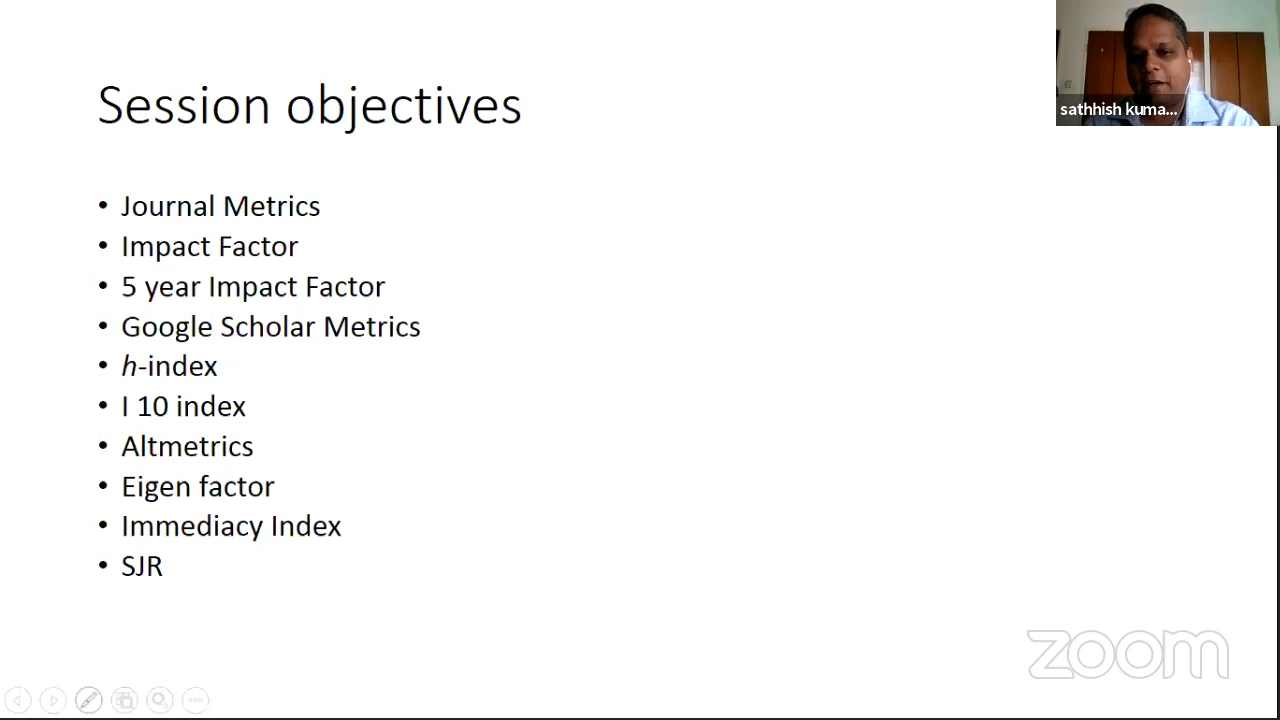 Session objectives
sathhish kuma...
• Journal Metrics
• Impact Factor
• 5 year Impact Factor
• Google Scholar Metrics
• h-index
• I 10 index
• Altmetrics
• Eigen factor
• Immediacy Index
• SJR
zoom